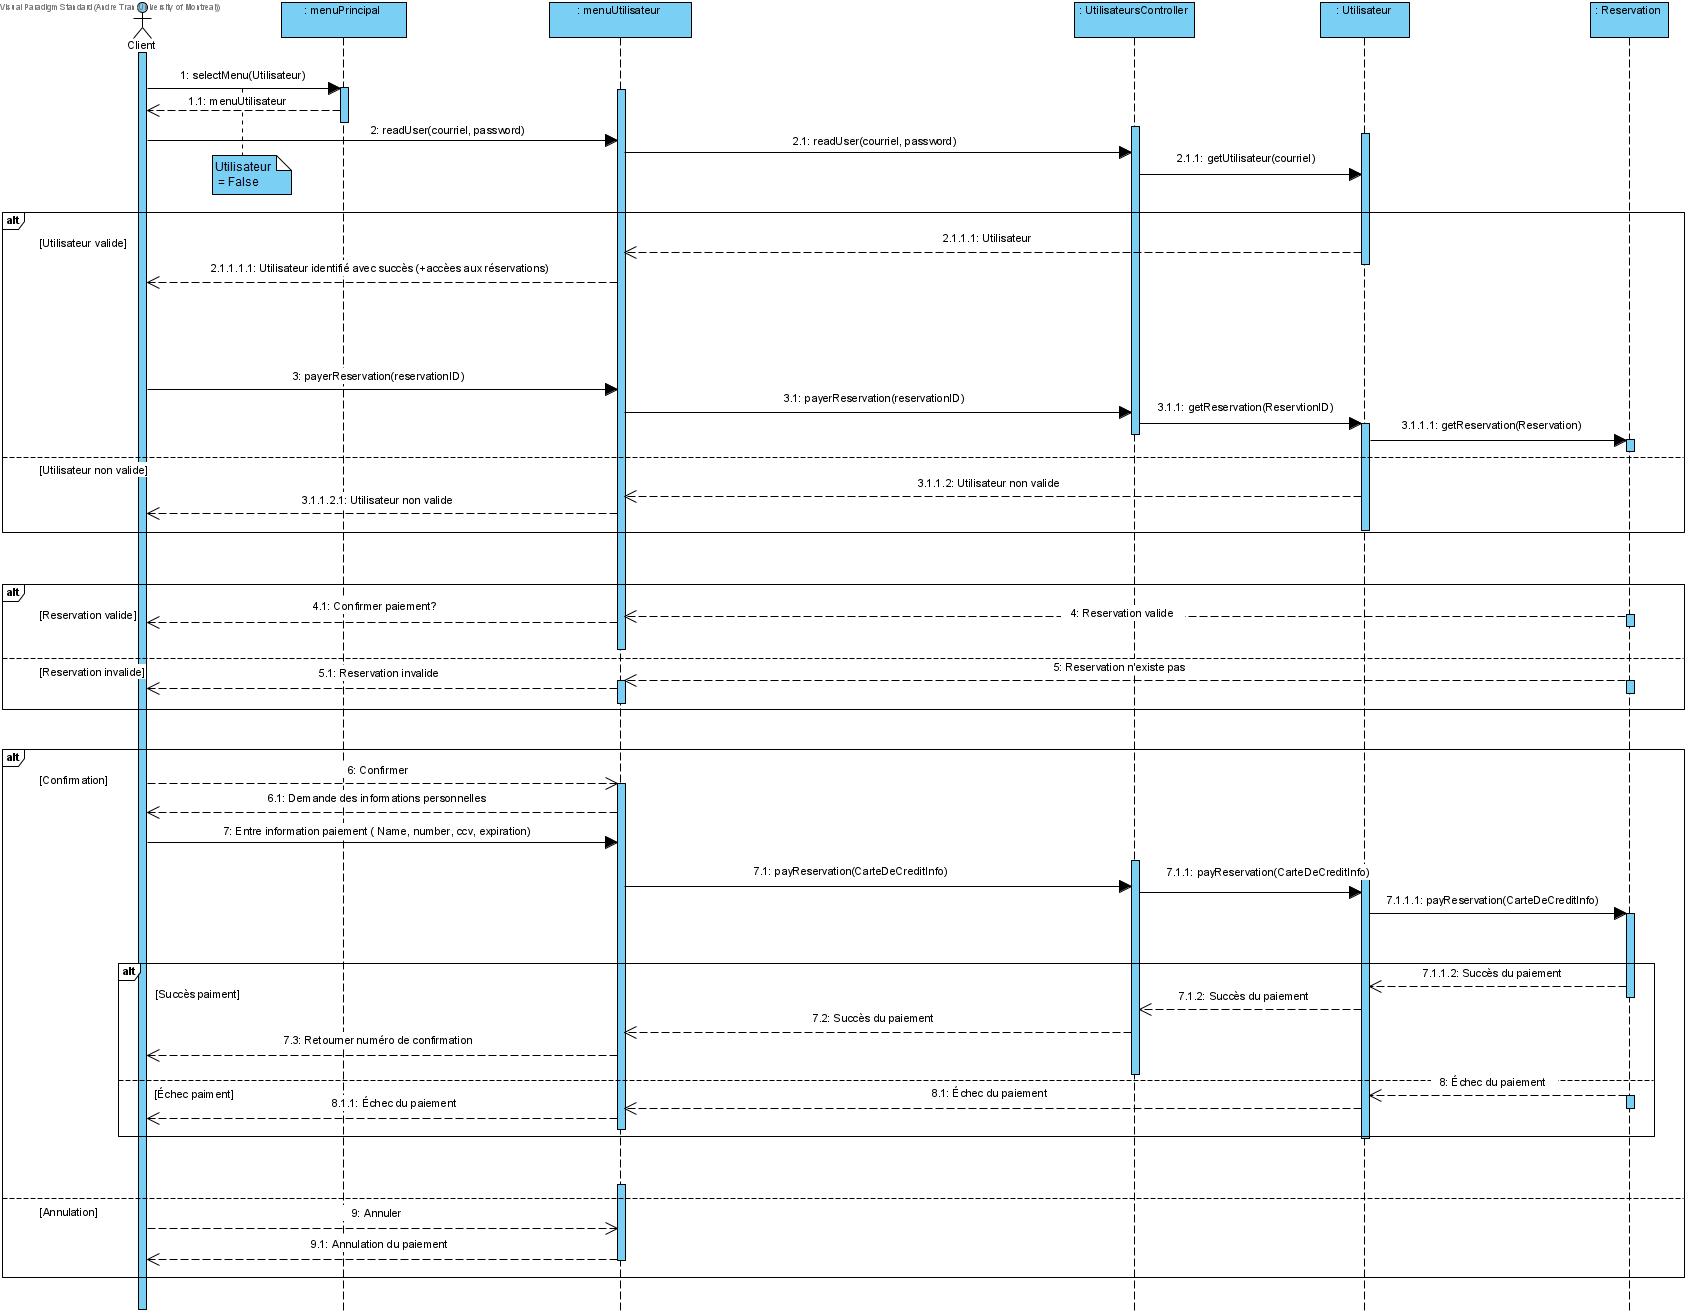 Visual Paradigm Standard(Andre Tran(University of Montreal))
: menuPrincipal
: menuUtilisateur
: UtilisateursController
: Utilisateur
: Reservation
Client
1: selectMenu(Utilisateur)
1.1: menuUtilisateur
2: readUser(courriel, password)
2.1: readUser(courriel, password)
2.1.1: getUtilisateur(courriel)
Utilisateur
= False
alt
[Utilisateur valide]
2.1.1.1: Utilisateur
2.1.1.1.1: Utilisateur identifié avec succès (+accèes aux réservations)
3: payerReservation(reservationID)
3.1: payerReservation(reservationID)
3.1.1: getReservation(ReservtionID)
3.1.1.1: getReservation(Reservation)
[Utilisateur non valide]
3.1.1.2: Utilisateur non valide
3.1.1.2.1: Utilisateur non valide
alt
[Reservation valide]
4.1: Confirmer paiement?
4: Reservation valide
[Reservation invalide]
5.1: Reservation invalide
5: Reservation n'existe pas
alt
[Confirmation]
6: Confirmer
6.1: Demande des informations personnelles
7: Entre information paiement ( Name, number, ccv, expiration)
7.1: payReservation(CarteDeCreditInfo)
7.1.1: payReservation(CarteDeCreditInfo)
7.1.1.1: payReservation(CarteDeCreditInfo)
alt
[Succès paiment]
7.1.1.2: Succès du paiement
7.1.2: Succès du paiement
7.2: Succès du paiement
7.3: Retourner numéro de confirmation
[Échec paiment]
8: Échec du paiement
8.1: Échec du paiement
8.1.1: Échec du paiement
[Annulation]
9: Annuler
9.1: Annulation du paiement